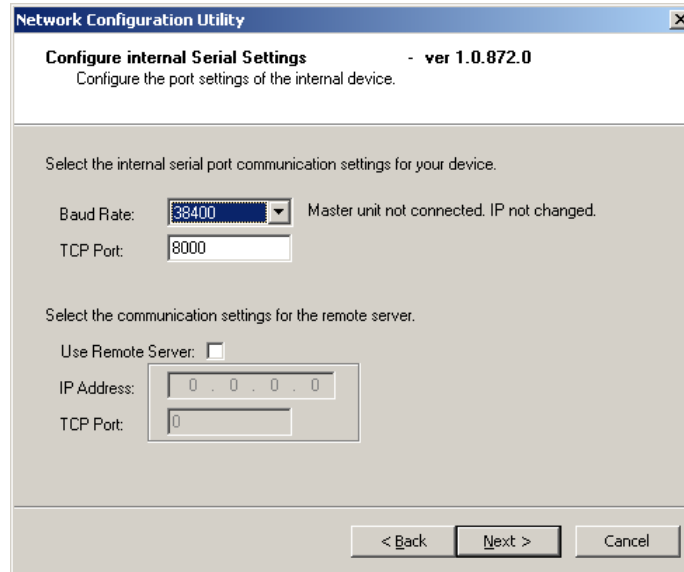 Network Configuration Utility
Configure internal Serial Settings - ver 1.0.872.0
Configure the port settings of the internal device.
Select the internal serial port communication settings for your device.
Baud Rate: 38400 Master unit not connected. IP not changed.
TCP Port: 8000
Select the communication settings for the remote server.
Use Remote Server:
IP Address: 0 . 0 . 0 . 0
TCP Port: 0
< Back Next > Cancel